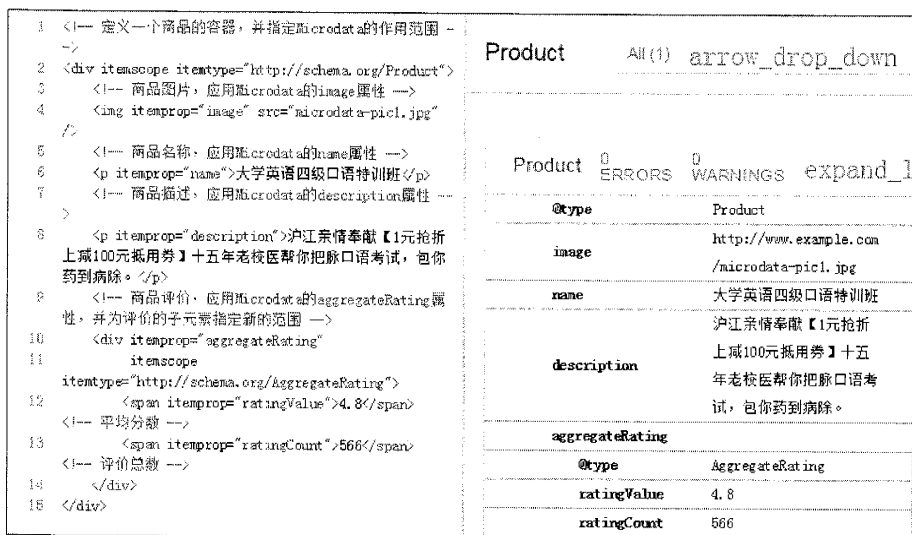 1 <!-- 定义一个商品的容器，并指定Microdata的作用范围 -
->
2 <div itemscope itemtype="http://schema.org/Product">
3 <!-- 商品图片，应用Microdata的image属性 -->
4 <img itemprop="image" src="microdata-pic1.jpg"
/>
5 <!-- 商品名称，应用Microdata的name属性 -->
6 <p itemprop="name">大学英语四级口语特训班</p>
7 <!-- 商品描述，应用Microdata的description属性 --
>
8 <p itemprop="description">沪江亲情奉献【1元抢折
上减100元抵用券】十五年老校医帮你把脉口语考试，包你
药到病除。</p>
9 <!-- 商品评价，应用Microdata的aggregateRating属
性，并为评价的子元素指定新的范围 -->
10 <div itemprop="aggregateRating"
11 itemscope
itemtype="http://schema.org/AggregateRating">
12 <span itemprop="ratingValue">4.8</span>
<!-- 平均分数 -->
13 <span itemprop="ratingCount">566</span>
<!-- 评价总数 -->
14 </div>
15 </div>
Product All (1) arrow_drop_down
Product 0 ERRORS 0 WARNINGS expand_l
@type Product
image http://www.example.com
/microdata-pic1.jpg
name 大学英语四级口语特训班
description 沪江亲情奉献【1元抢折
上减100元抵用券】十五
年老校医帮你把脉口语考
试，包你药到病除。
aggregateRating
@type AggregateRating
ratingValue 4.8
ratingCount 566